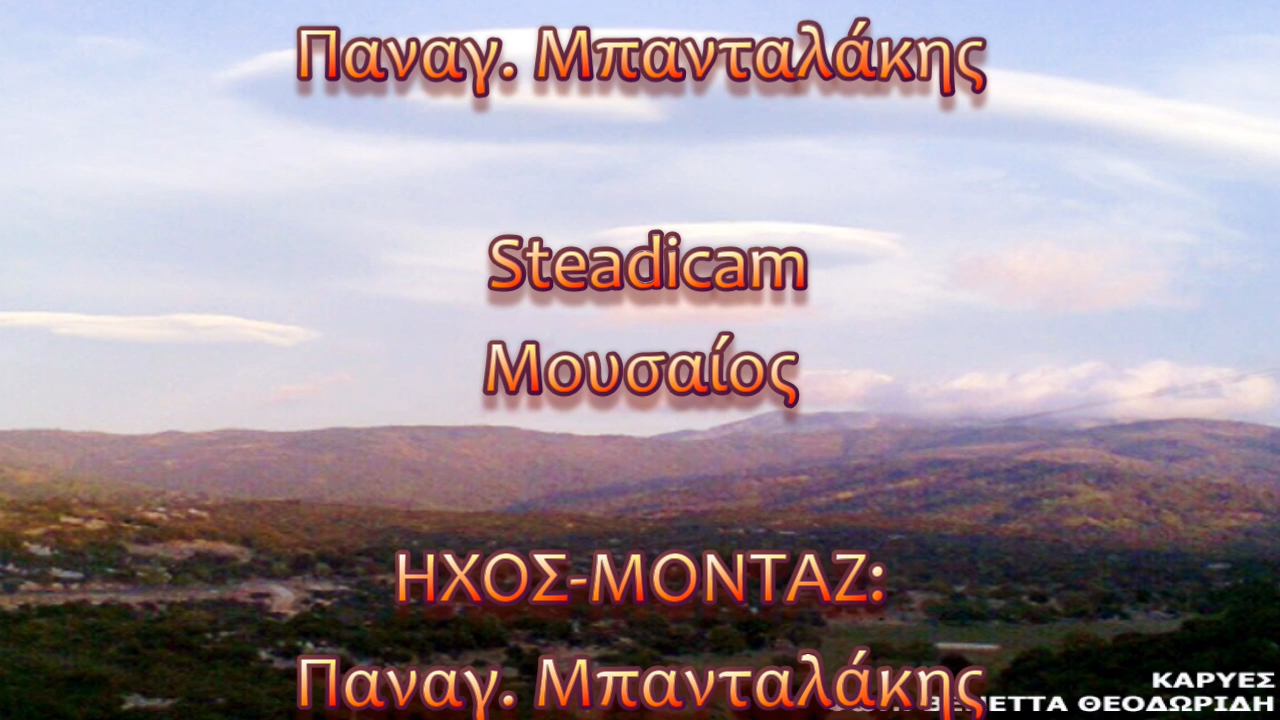 Παναγ. Μπανταλάκης
Steadicam
Μουσαίος
ΗΧΟΣ-ΜΟΝΤΑΖ:
Παναγ. Μπανταλάκης
ΚΑΡΥΕΣ
ΘΕΟΔΩΡΙΔΗ